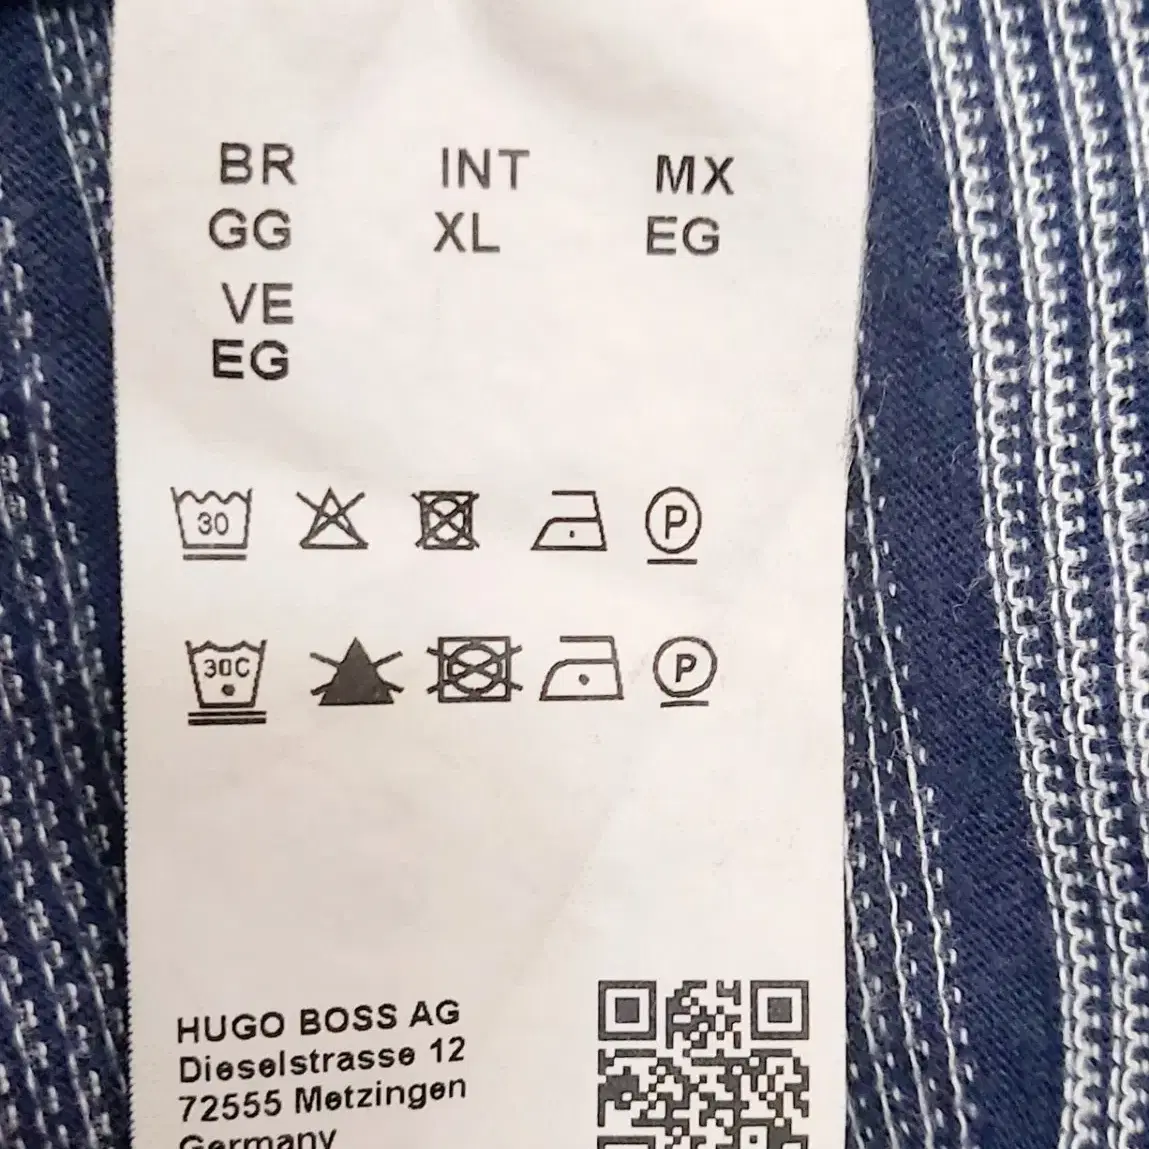 BR INT MX
GG XL EG
VE
EG
30 P
30C P
HUGO BOSS AG
Dieselstrasse 12
72555 Metzingen
Germany